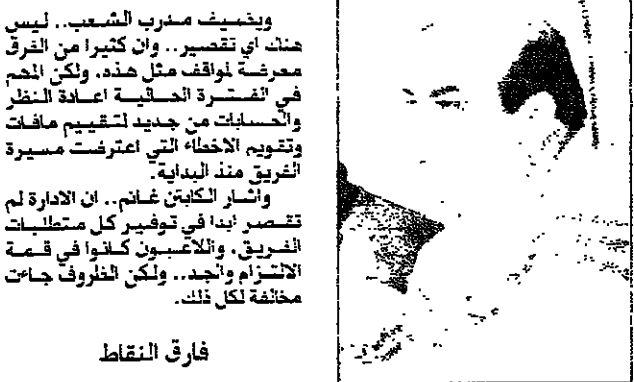 ويضيف مدرب الشعب.. ليس
هناك اي تقصير.. وان كثيرا من الفرق
معرضة لمواقف مثل هذه، ولكن المهم
في الفترة الحالية اعادة النظر
والحسابات من جديد لتقييم مافات
وتقويم الاخطاء التي اعترضت مسيرة
الفريق منذ البداية.
واشار الكابتن غانم.. ان الادارة لم
تقصر ابدا في توفير كل متطلبات
الفريق، واللاعبون كانوا في قمة
الالتزام والجد.. ولكن الظروف جاءت
مخالفة لكل ذلك.
فارق النقاط